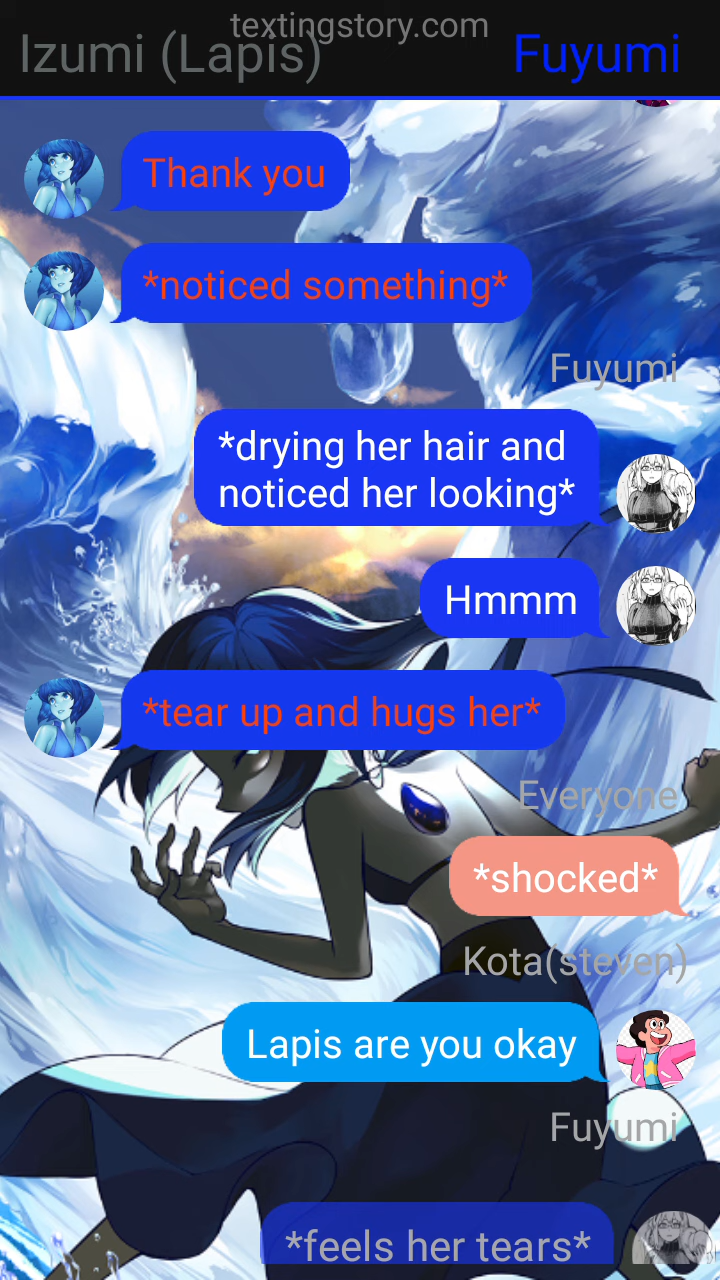 textingstory.com
Izumi (Lapis)
Fuyumi
Thank you
*noticed something*
Fuyumi
*drying her hair and
noticed her looking*
Hmmm
*tear up and hugs her*
Everyone
*shocked*
Kota(steven)
Lapis are you okay
Fuyumi
*feels her tears*